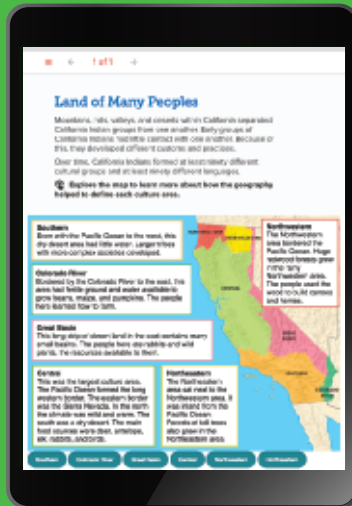 1 of 1
Land of Many Peoples
Mountains, hills, valleys, and deserts within California separated
California Indian groups from one another. Early groups of
California Indians had little contact with one another. Because of
this, they developed different customs and practices.
Over time, California Indians formed at least ninety different
cultural groups and at least ninety different languages.
Explore the map to learn more about how the geography
helped to define each culture area.
Southern
Even with the Pacific Ocean to the west, this
dry desert area had little water. Larger tribes
with more complex societies developed.
Northwestern
The Northwestern
area bordered the
Pacific Ocean. Huge
redwood forests grew
in the rainy
Northwestern area.
The people used the
wood to build canoes
and homes.
Colorado River
Bordered by the Colorado River to the east, this
area had fertile ground and water available to
grow beans, maize, and pumpkins. The people
here learned how to farm.
Great Basin
This long strip of desert land in the east contains many
small basins. The people here ate rabbits and wild
plants, the resources available to them.
Central
This was the largest culture area.
The Pacific Ocean formed the long
western border. The eastern border
was the Sierra Nevada. In the north
the climate was mild and warm. The
south was a dry desert. The main
food sources were deer, antelope,
elk, rabbits, and birds.
Northeastern
The Northeastern
area sat next to the
Northwestern area. It
was inland from the
Pacific Ocean.
Forests of tall trees
also grew in the
Northeastern area.
Southern
Colorado River
Great Basin
Central
Northwestern
Northeastern